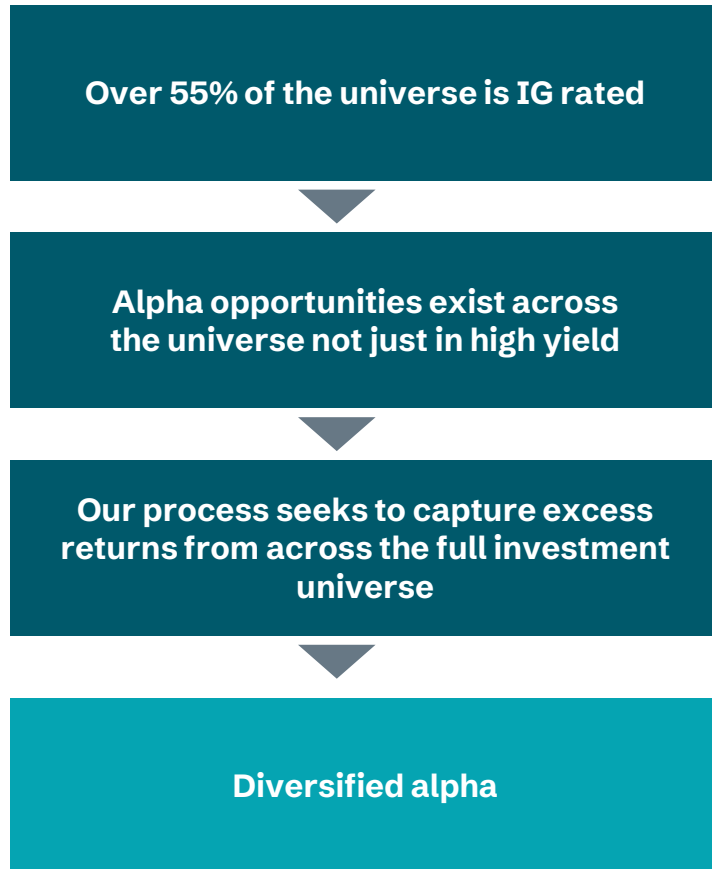 Over 55% of the universe is IG rated
Alpha opportunities exist across
the universe not just in high yield
Our process seeks to capture excess
returns from across the full investment
universe
Diversified alpha